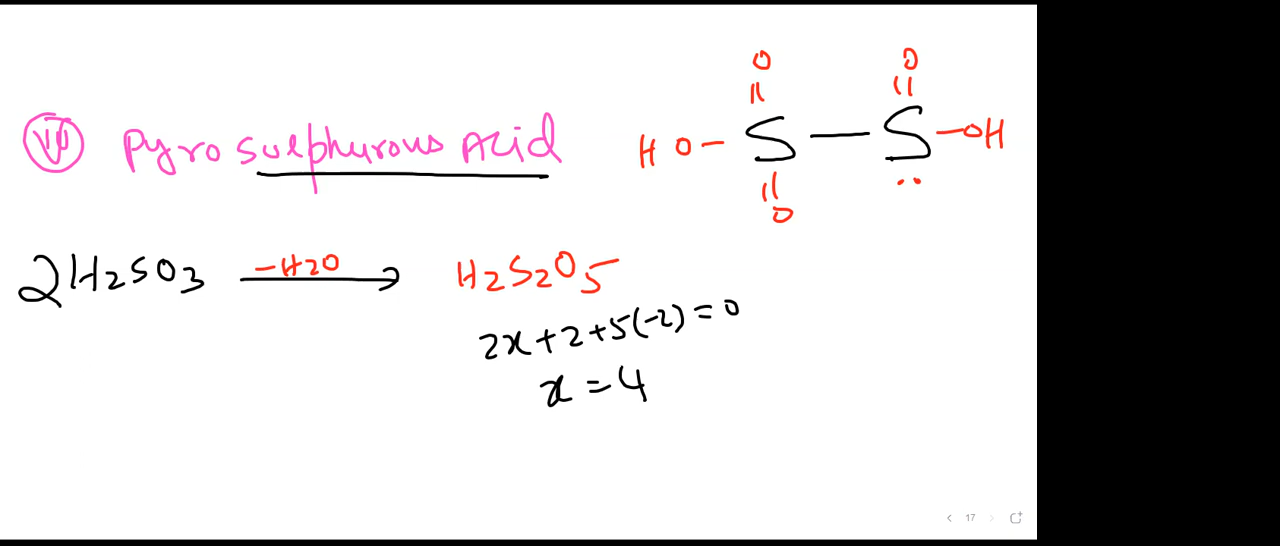 VII Pyro sulphurous Acid
O O
HO - S - S - OH
O
2H2SO3 -H2O → H2S2O5
2x+2+5(-2)=0
x=4
17